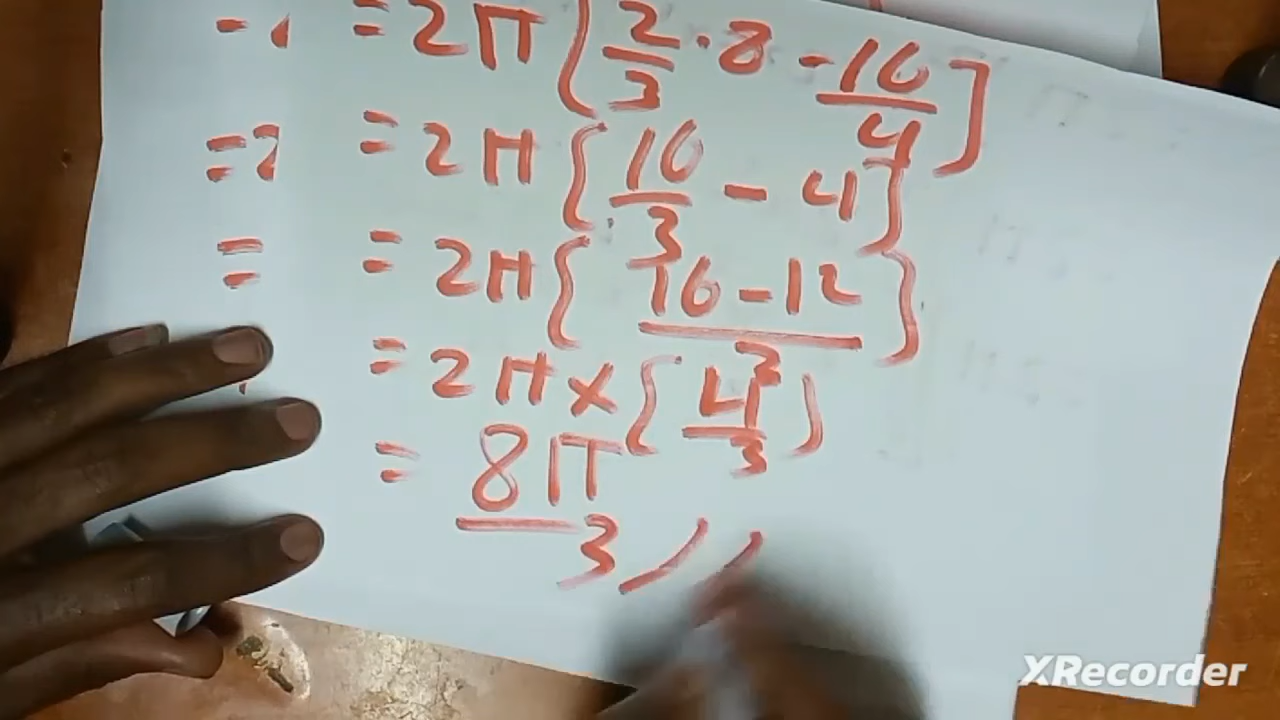 = 2π [2/3 · 8 - 16/4]
= 2π {16/3 - 4}
= 2π { (16 - 12)/3 }
= 2π x (4/3)
= 8π/3 //
XRecorder